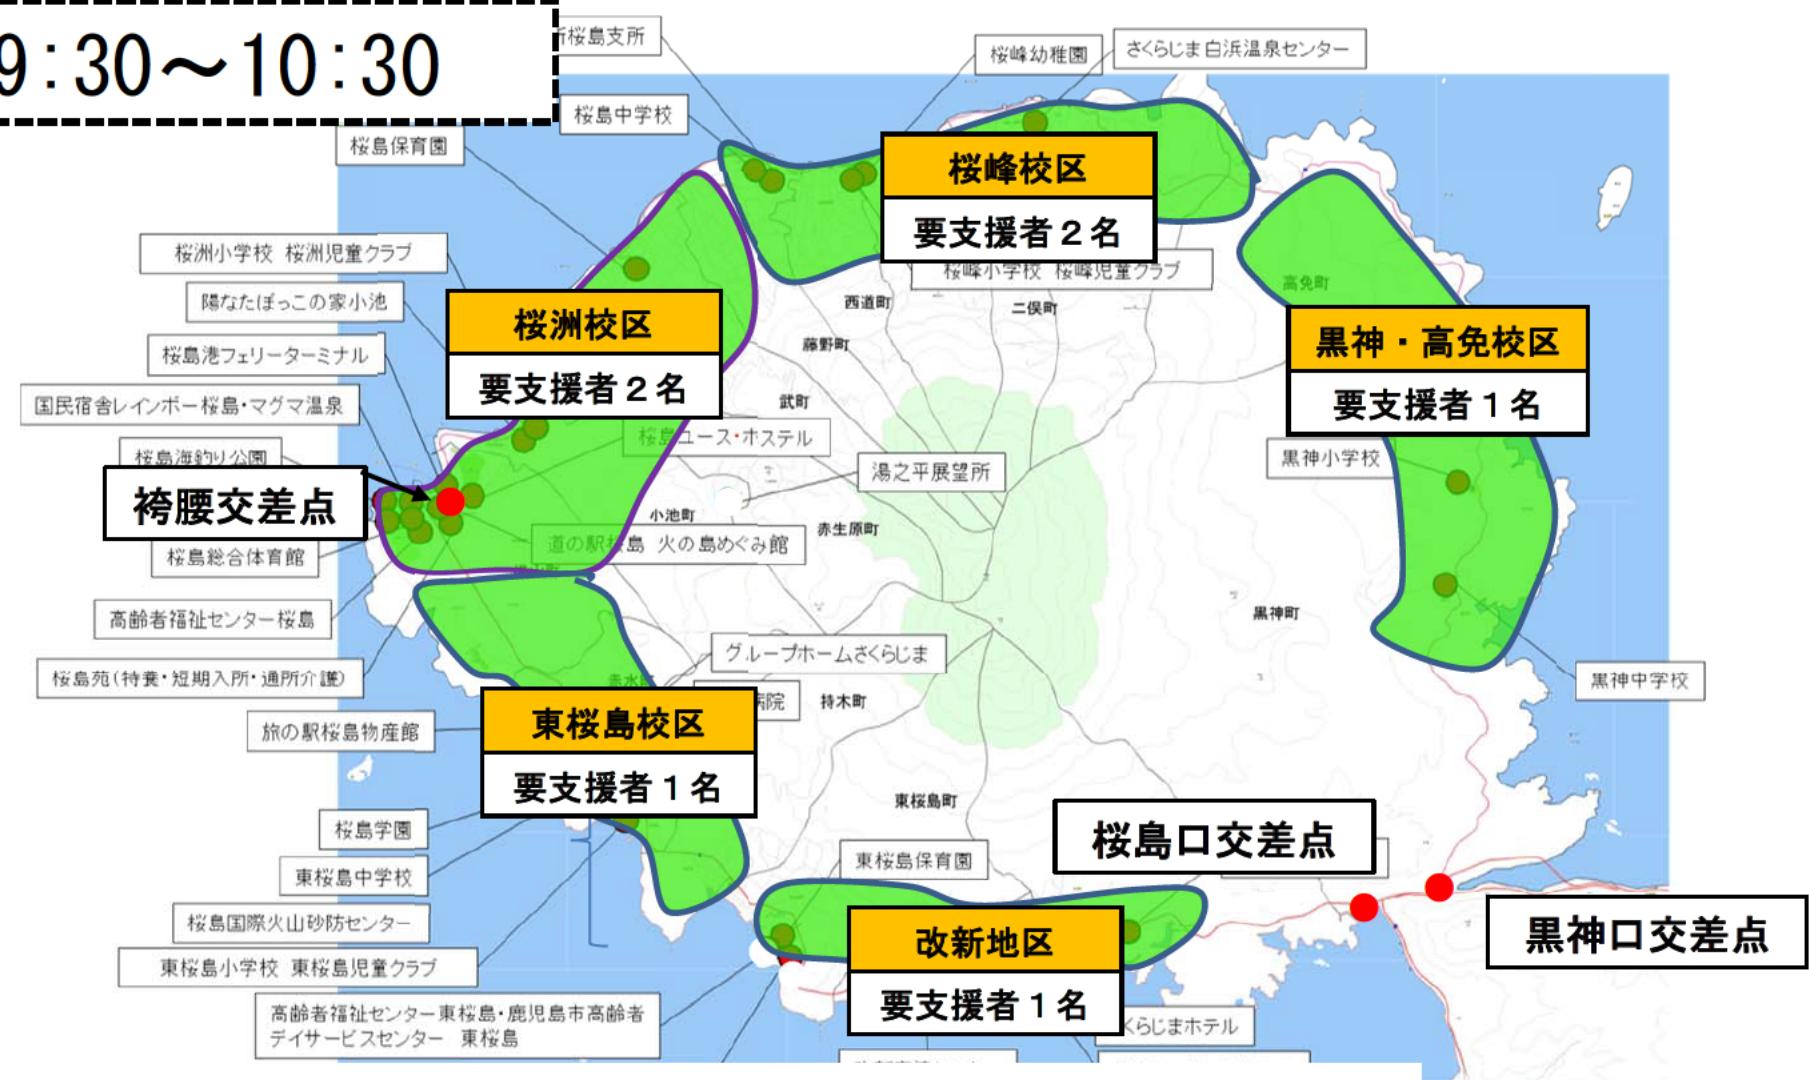 9:30～10:30
桜島支所
桜峰幼稚園
さくらじま白浜温泉センター
桜島中学校
桜島保育園
桜峰校区
要支援者2名
桜洲小学校 桜洲児童クラブ
桜峰小学校 桜峰児童クラブ
高免町
陽なたぼっこの家小池
西道町
二俣町
桜洲校区
要支援者2名
黒神・高免校区
要支援者1名
桜島港フェリーターミナル
藤野町
国民宿舎レインボー桜島・マグマ温泉
武町
桜島ユース・ホステル
桜島海釣り公園
黒神小学校
湯之平展望所
袴腰交差点
小池町
赤生原町
道の駅桜島 火の島めぐみ館
桜島総合体育館
高齢者福祉センター桜島
黒神町
グループホームさくらじま
桜島苑(特養・短期入所・通所介護)
赤水町
黒神中学校
病院
持木町
旅の駅桜島物産館
東桜島校区
要支援者1名
東桜島町
桜島学園
桜島口交差点
東桜島保育園
東桜島中学校
桜島国際火山砂防センター
改新地区
要支援者1名
黒神口交差点
東桜島小学校 東桜島児童クラブ
高齢者福祉センター東桜島・鹿児島市高齢者
デイサービスセンター 東桜島
くらじまホテル